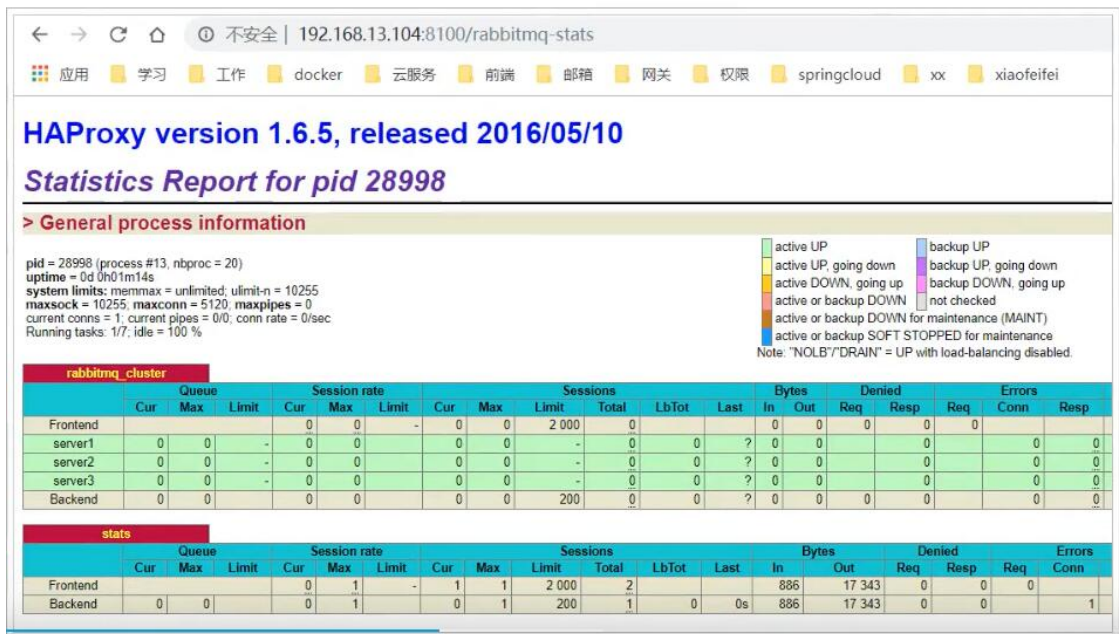 不安全 | 192.168.13.104:8100/rabbitmq-stats
应用 学习 工作 docker 云服务 前端 邮箱 网关 权限 springcloud xx xiaofeifei
HAProxy version 1.6.5, released 2016/05/10
Statistics Report for pid 28998
> General process information
pid = 28998 (process #13, nbproc = 20)
uptime = 0d 0h01m14s
system limits: memmax = unlimited; ulimit-n = 10255
maxsock = 10255; maxconn = 5120; maxpipes = 0
current conns = 1; current pipes = 0/0; conn rate = 0/sec
Running tasks: 1/7; idle = 100 %
active UP backup UP
active UP, going down backup UP, going down
active DOWN, going up backup DOWN, going up
active or backup DOWN not checked
active or backup DOWN for maintenance (MAINT)
active or backup SOFT STOPPED for maintenance
Note: "NOLB"/"DRAIN" = UP with load-balancing disabled.
rabbitmq_cluster
Queue Session rate Sessions Bytes Denied Errors
Cur Max Limit Cur Max Limit Cur Max Limit Total LbTot Last In Out Req Resp Req Conn Resp
Frontend 0 0 - 0 0 2 000 0 0 0 0 0 0
server1 0 0 - 0 0 0 0 - 0 0 ? 0 0 0 0 0
server2 0 0 - 0 0 0 0 - 0 0 ? 0 0 0 0 0
server3 0 0 - 0 0 0 0 - 0 0 ? 0 0 0 0 0
Backend 0 0 0 0 0 0 200 0 0 ? 0 0 0 0 0 0
stats
Queue Session rate Sessions Bytes Denied Errors
Cur Max Limit Cur Max Limit Cur Max Limit Total LbTot Last In Out Req Resp Req Conn
Frontend 0 1 - 1 1 2 000 2 886 17 343 0 0 0
Backend 0 0 0 1 0 1 200 1 0 0s 886 17 343 0 0 1